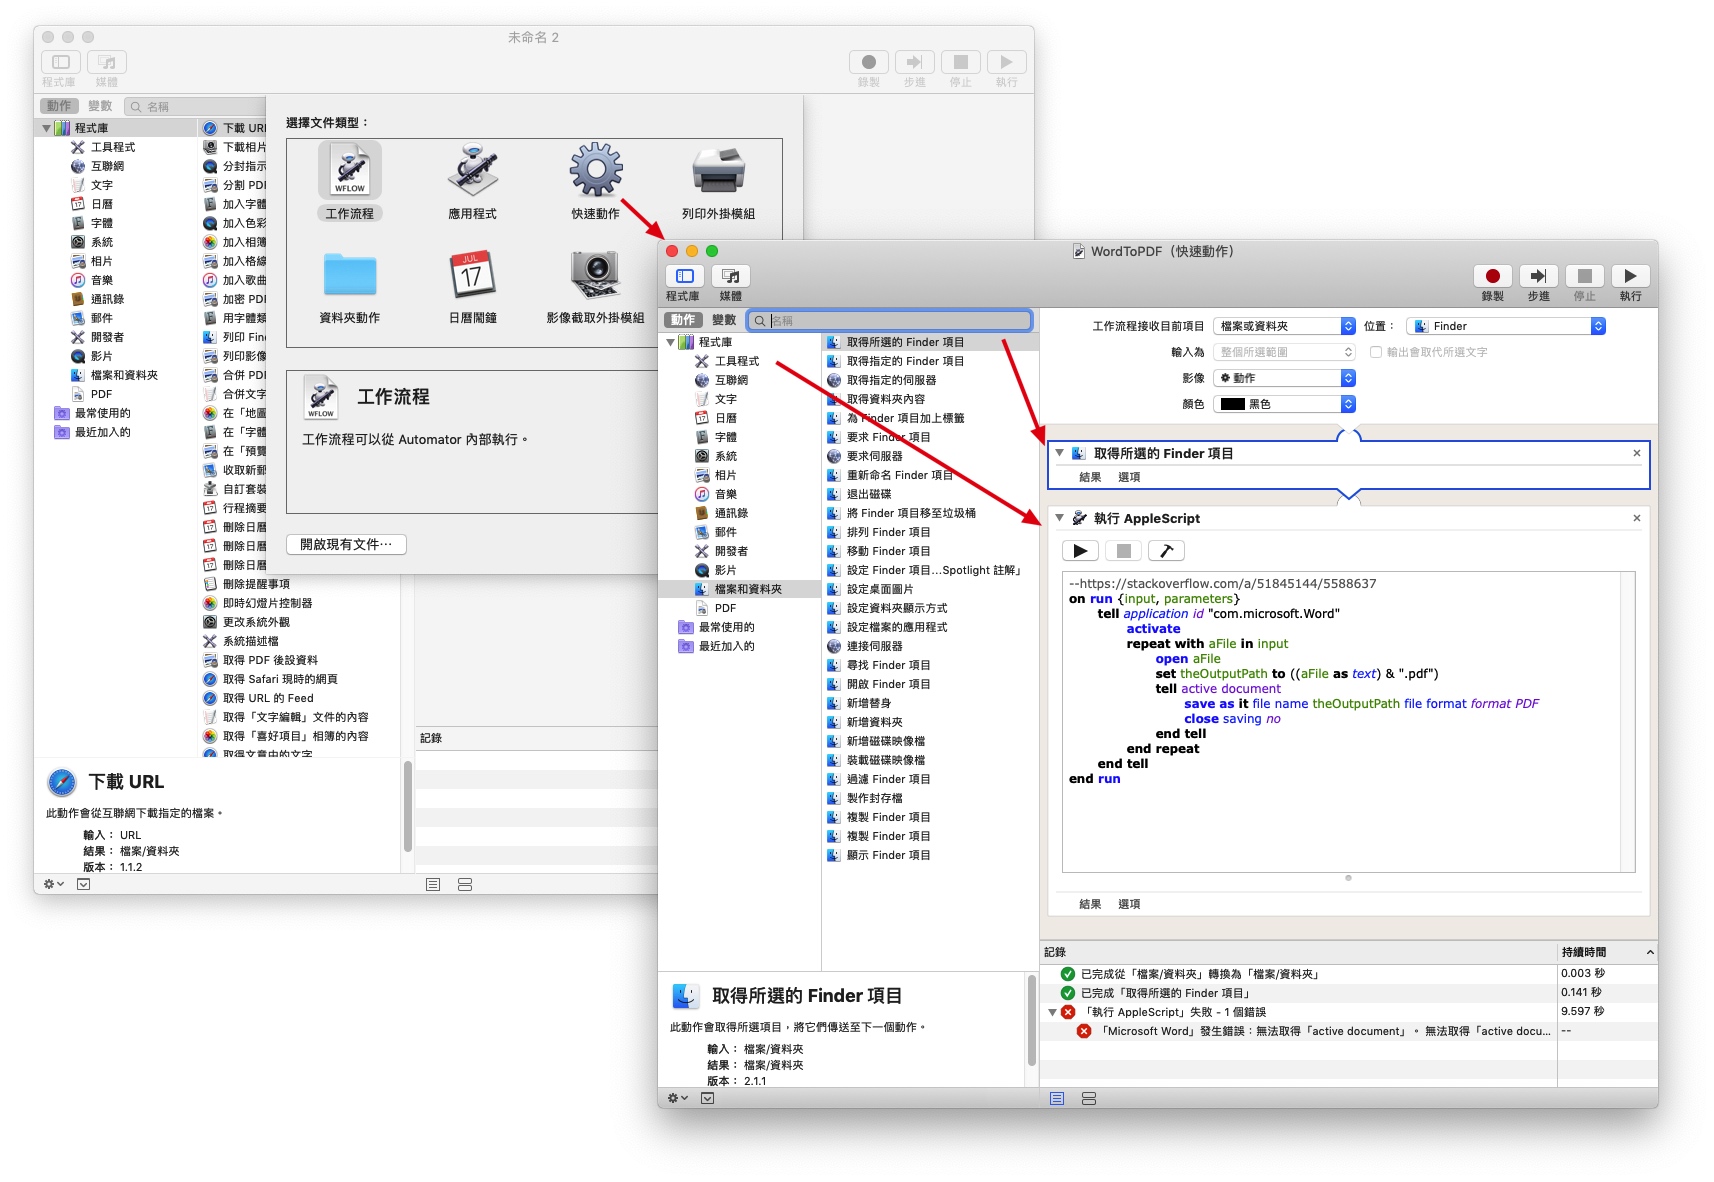 未命名 2
程式庫
媒體
錄製
步進
停止
執行
動作
變數
名稱
程式庫
工具程式
互聯網
文字
日曆
字體
系統
相片
音樂
通訊錄
郵件
開發者
影片
檔案和資料夾
PDF
最常使用的
最近加入的
下載 URL
下載相片
分封指示
分割 PDF
加入字體
加入色彩
加入相簿
加入格線
加入歌曲
加密 PDF
用字體類
列印 Find
列印影像
合併 PDF
合併文字
在「地圖
在「字體
在「預覽
收取新郵
自訂套裝
行程摘要
刪除日曆
刪除日曆
刪除日曆
刪除提醒事項
即時幻燈片控制器
更改系統外觀
系統描述檔
取得 PDF 後設資料
取得 Safari 現時的網頁
取得 URL 的 Feed
取得「文字編輯」文件的內容
取得「喜好項目」相簿的內容
取得文章中的文字
下載 URL
此動作會從互聯網下載指定的檔案。
輸入： URL
結果： 檔案/資料夾
版本： 1.1.2
選擇文件類型：
WFLOW
工作流程
應用程式
快速動作
列印外掛模組
資料夾動作
JUL
17
日曆鬧鐘
影像截取外掛模組
WFLOW
工作流程
工作流程可以從 Automator 內部執行。
開啟現有文件⋯
記錄
WordToPDF（快速動作）
程式庫
媒體
錄製
步進
停止
執行
動作
變數
名稱
程式庫
工具程式
互聯網
文字
日曆
字體
系統
相片
音樂
通訊錄
郵件
開發者
影片
檔案和資料夾
PDF
最常使用的
最近加入的
取得所選的 Finder 項目
取得指定的 Finder 項目
取得指定的伺服器
取得資料夾內容
為 Finder 項目加上標籤
要求 Finder 項目
要求伺服器
重新命名 Finder 項目
退出磁碟
將 Finder 項目移至垃圾桶
排列 Finder 項目
移動 Finder 項目
設定 Finder 項目...Spotlight 註解」
設定桌面圖片
設定資料夾顯示方式
設定檔案的應用程式
連接伺服器
尋找 Finder 項目
開啟 Finder 項目
新增替身
新增資料夾
新增磁碟映像檔
裝載磁碟映像檔
過濾 Finder 項目
製作封存檔
複製 Finder 項目
複製 Finder 項目
顯示 Finder 項目
取得所選的 Finder 項目
此動作會取得所選項目，將它們傳送至下一個動作。
輸入： 檔案/資料夾
結果： 檔案/資料夾
版本： 2.1.1
工作流程接收目前項目 檔案或資料夾 位置： Finder
輸入為 整個所選範圍 輸出會取代所選文字
影像 動作
顏色 黑色
取得所選的 Finder 項目
結果 選項
執行 AppleScript
--https://stackoverflow.com/a/51845144/5588637
on run {input, parameters}
tell application id "com.microsoft.Word"
activate
repeat with aFile in input
open aFile
set theOutputPath to ((aFile as text) & ".pdf")
tell active document
save as it file name theOutputPath file format format PDF
close saving no
end tell
end repeat
end tell
end run
結果 選項
記錄 持續時間
已完成從「檔案/資料夾」轉換為「檔案/資料夾」 0.003 秒
已完成「取得所選的 Finder 項目」 0.141 秒
「執行 AppleScript」失敗 - 1 個錯誤 9.597 秒
「Microsoft Word」發生錯誤：無法取得「active document」。 無法取得「active docu... --